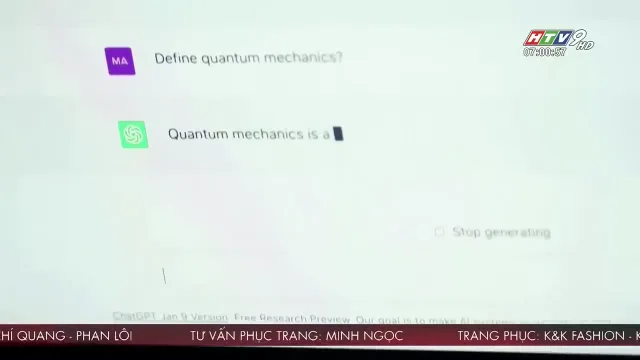 HTV9 HD
07:00:57
MA
Define quantum mechanics?
Quantum mechanics is a
Stop generating
ChatGPT Jan 9 Version. Free Research Preview. Our goal is to make AI
HÍ QUANG - PHAN LÔ TƯ VẤN PHỤC TRANG: MINH NGỌC TRANG PHỤC: K&K FASHION -